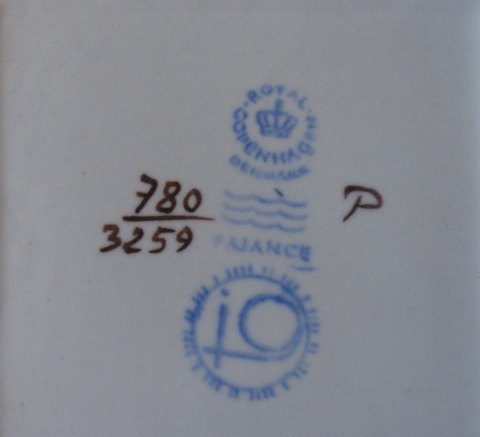 ROYAL
COPENHAGEN
DENMARK
780
3259
P
FAJANCE